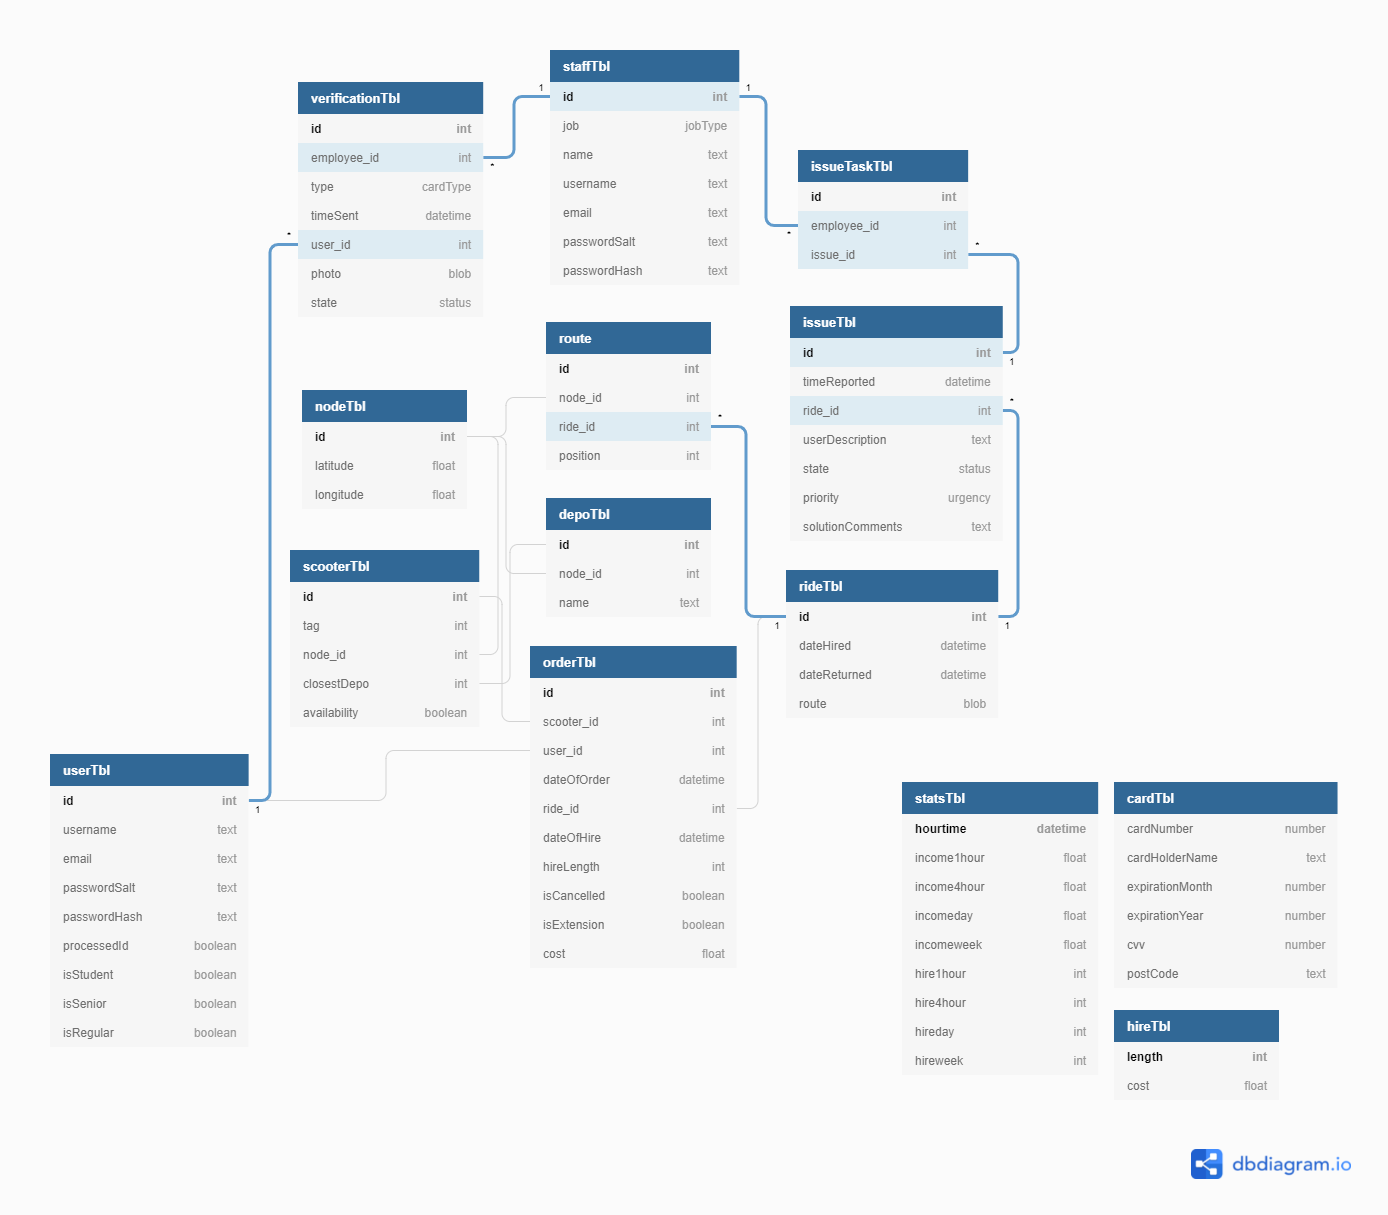 verificationTbl
id int
employee_id int
type cardType
timeSent datetime
user_id int
photo blob
state status
staffTbl
id int
job jobType
name text
username text
email text
passwordSalt text
passwordHash text
issueTaskTbl
id int
employee_id int
issue_id int
route
id int
node_id int
ride_id int
position int
issueTbl
id int
timeReported datetime
ride_id int
userDescription text
state status
priority urgency
solutionComments text
nodeTbl
id int
latitude float
longitude float
depoTbl
id int
node_id int
name text
scooterTbl
id int
tag int
node_id int
closestDepo int
availability boolean
rideTbl
id int
dateHired datetime
dateReturned datetime
route blob
orderTbl
id int
scooter_id int
user_id int
dateOfOrder datetime
ride_id int
dateOfHire datetime
hireLength int
isCancelled boolean
isExtension boolean
cost float
userTbl
id int
username text
email text
passwordSalt text
passwordHash text
processedId boolean
isStudent boolean
isSenior boolean
isRegular boolean
statsTbl
hourtime datetime
income1hour float
income4hour float
incomeday float
incomeweek float
hire1hour int
hire4hour int
hireday int
hireweek int
cardTbl
cardNumber number
cardHolderName text
expirationMonth number
expirationYear number
cvv number
postCode text
hireTbl
length int
cost float
1
*
1
*
*
1
*
1
*
1
*
1
dbdiagram.io